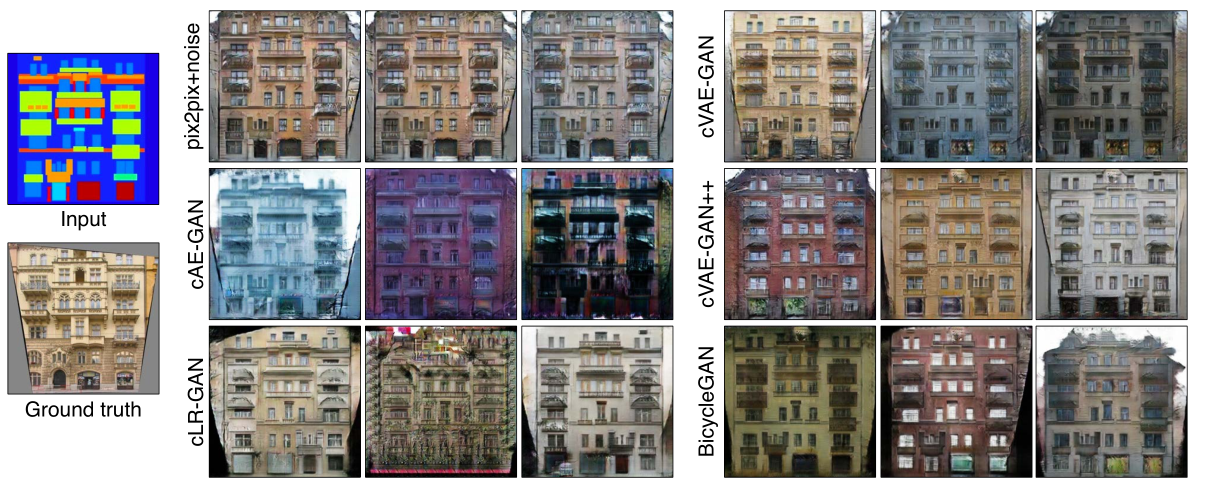 Input
Ground truth
pix2pix+noise
cAE-GAN
cLR-GAN
cVAE-GAN
cVAE-GAN++
BicycleGAN